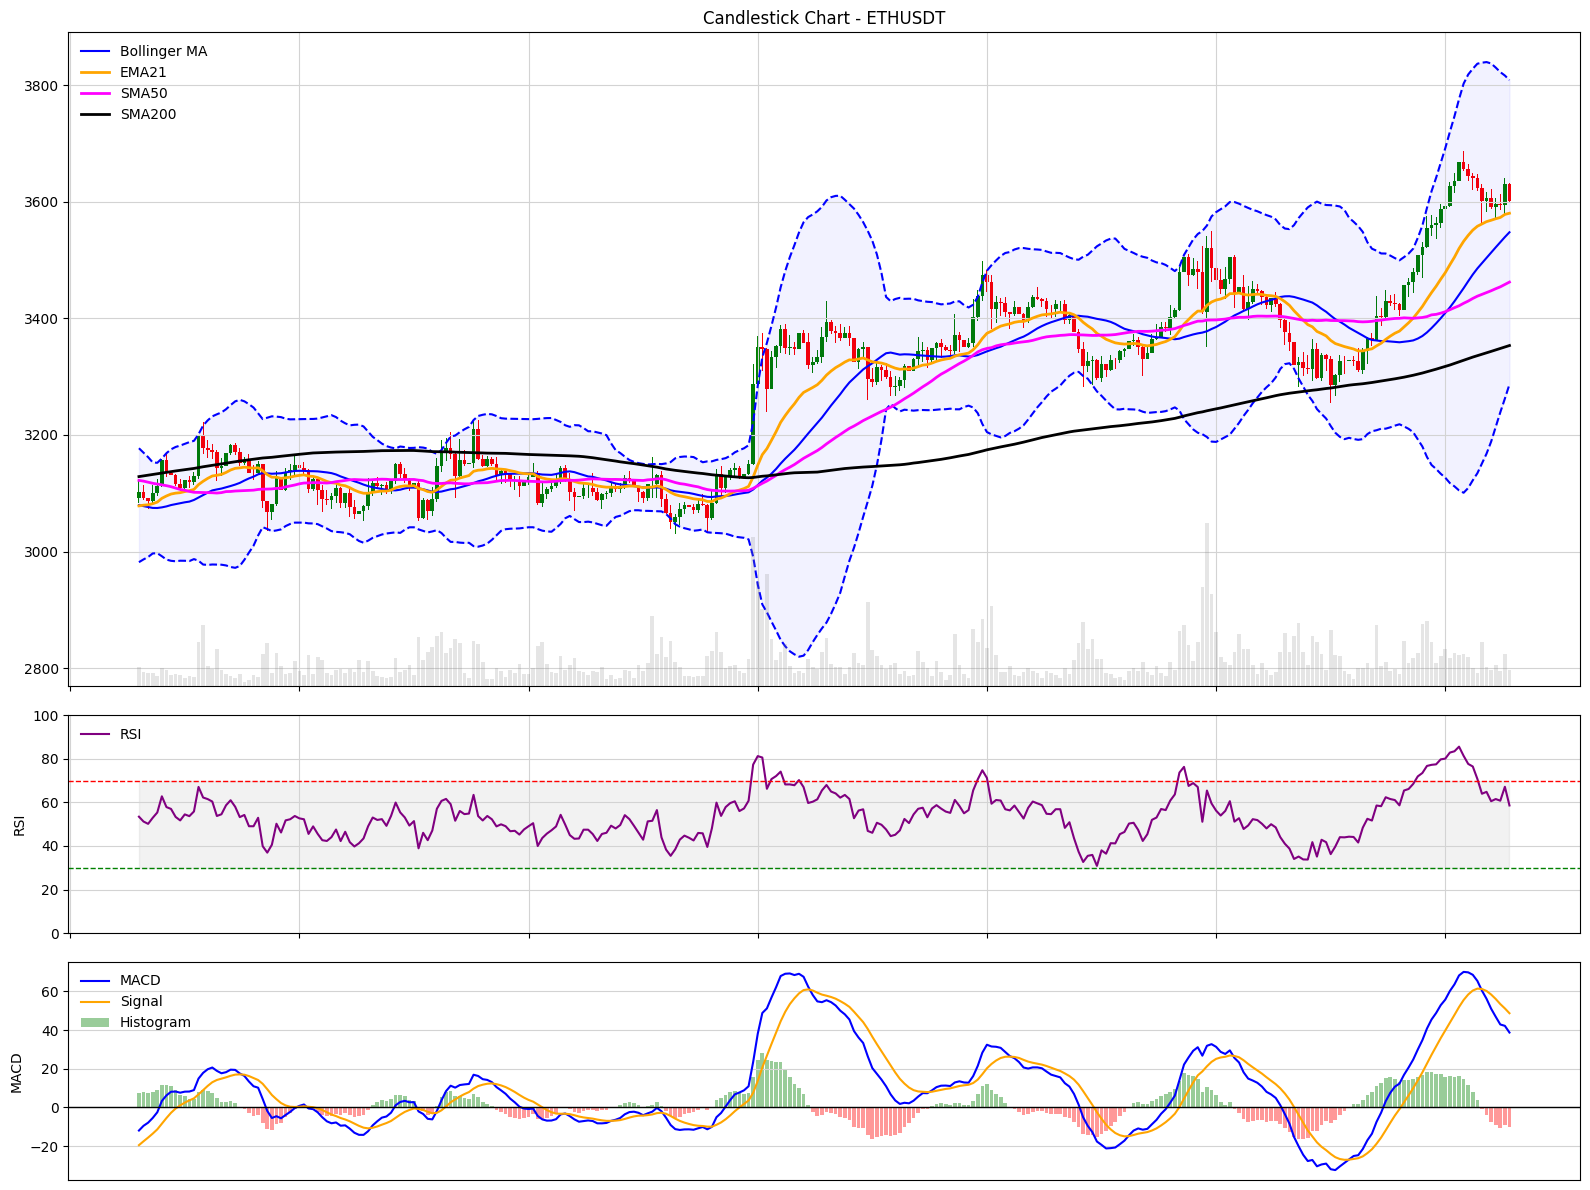 Candlestick Chart - ETHUSDT
Bollinger MA
EMA21
SMA50
SMA200
3800
3600
3400
3200
3000
2800
RSI
100
80
60
40
20
0
RSI
MACD
Signal
Histogram
60
40
20
0
−20
MACD